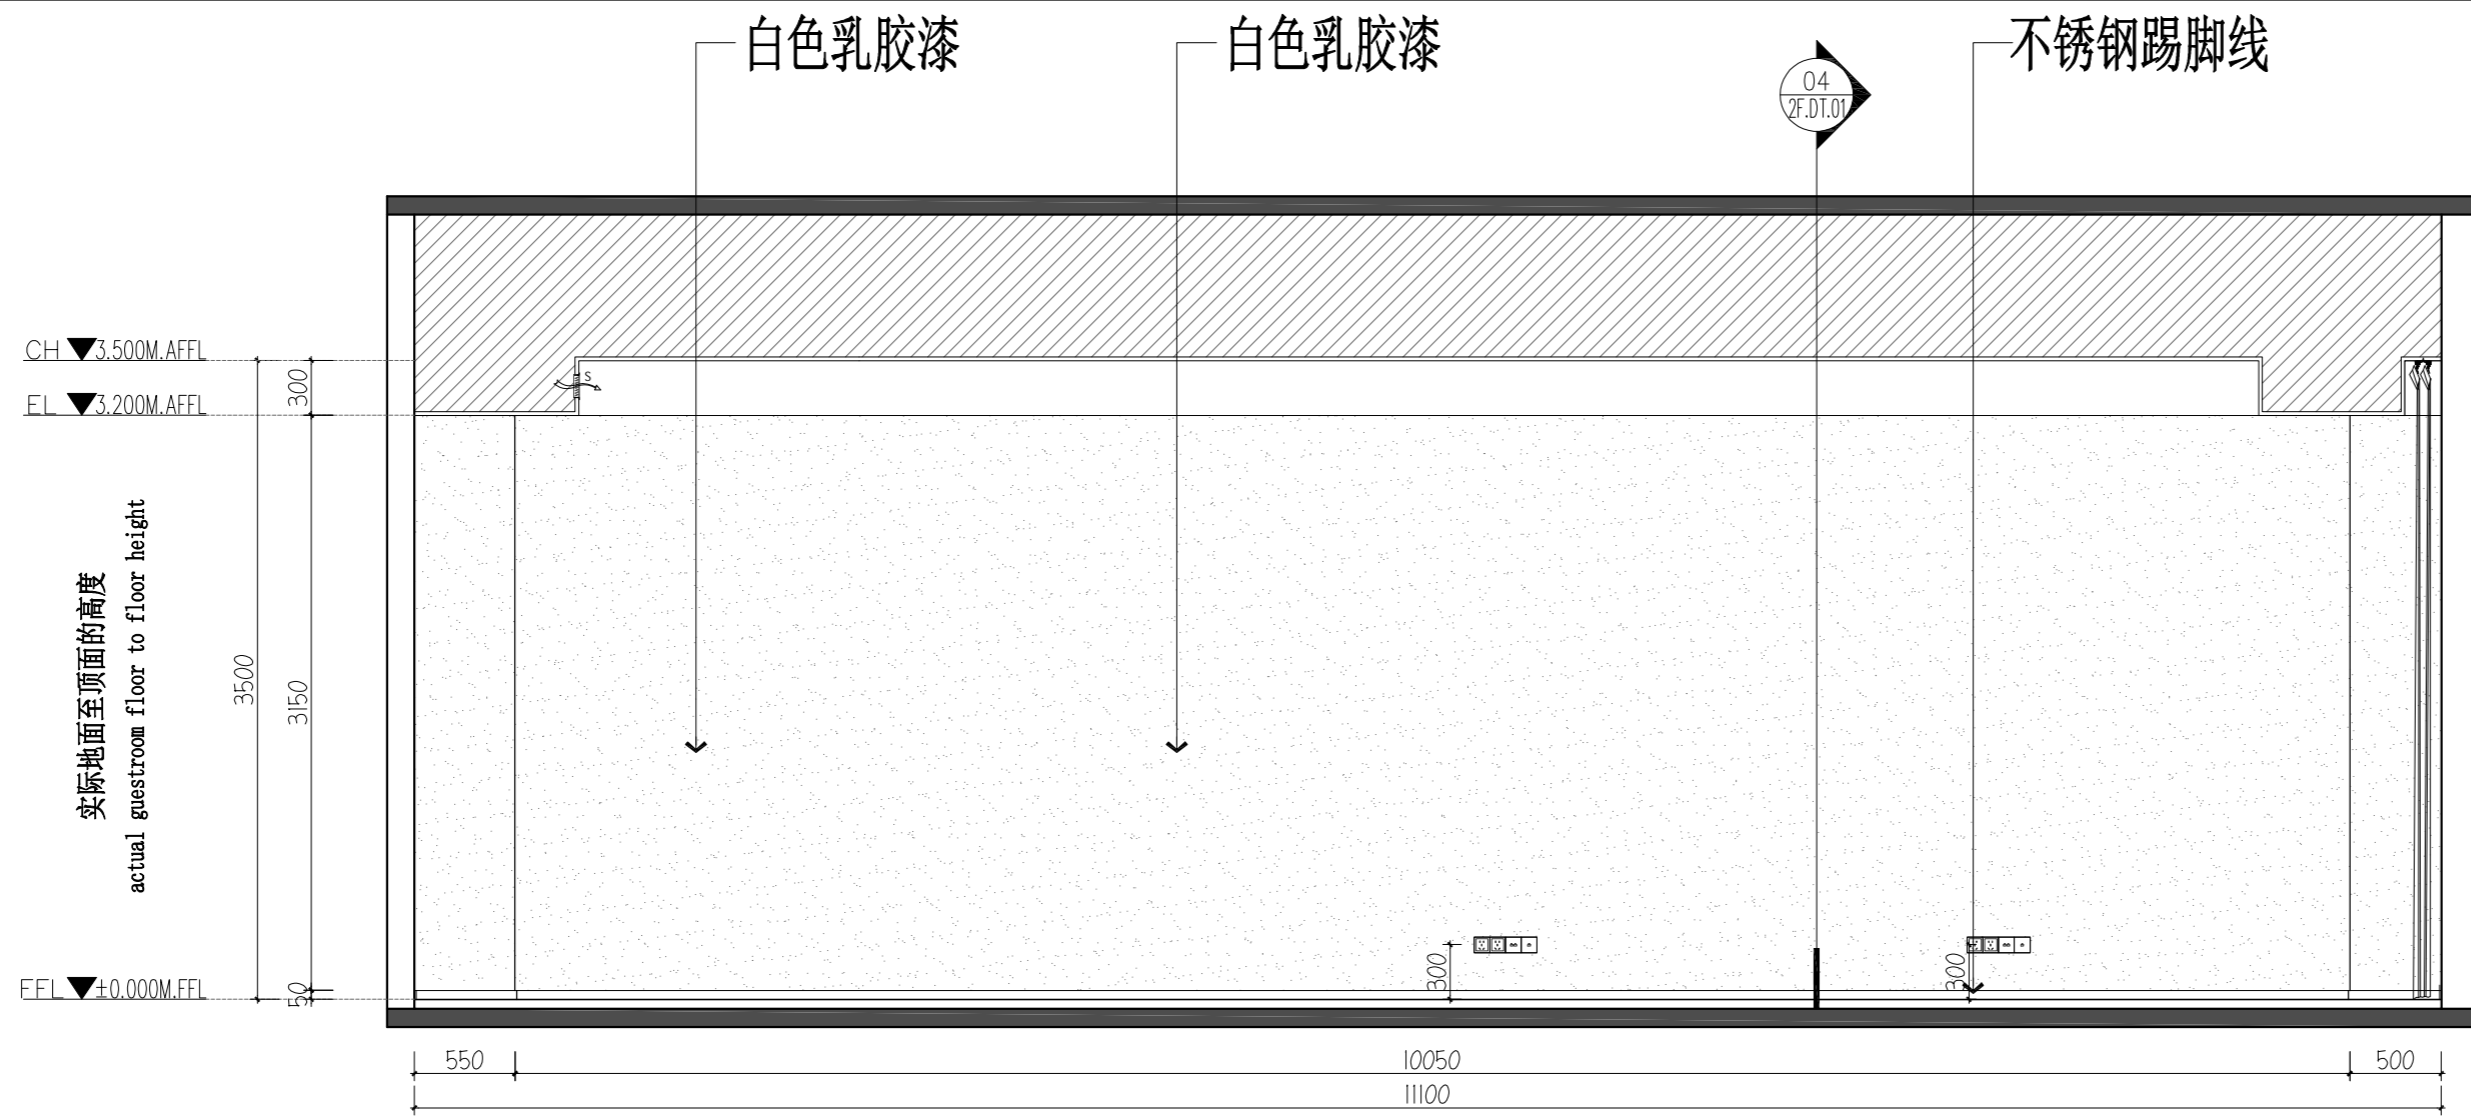 白色乳胶漆
白色乳胶漆
不锈钢踢脚线
04
2F.DT.01
CH 3.500M.AFFL
S
EL 3.200M.AFFL
300
实际地面至顶面的高度
actual guestroom floor to floor height
3500
3150
300
300
FFL ±0.000M.FFL
50
550
10050
500
11100